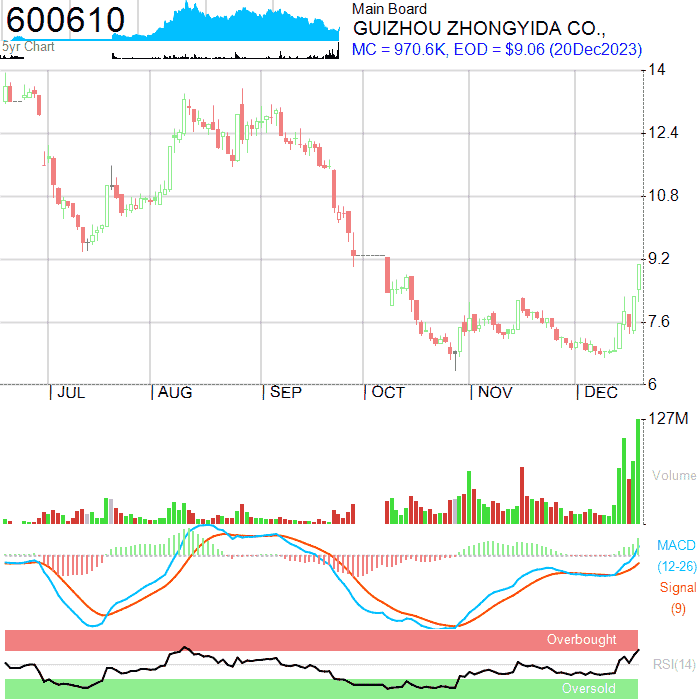 600610
5yr Chart
Main Board
GUIZHOU ZHONGYIDA CO.,
MC = 970.6K, EOD = $9.06 (20Dec2023)
14
12.4
10.8
9.2
7.6
6
JUL AUG SEP OCT NOV DEC
127M
Volume
MACD
(12-26)
Signal
(9)
Overbought
RSI(14)
Oversold